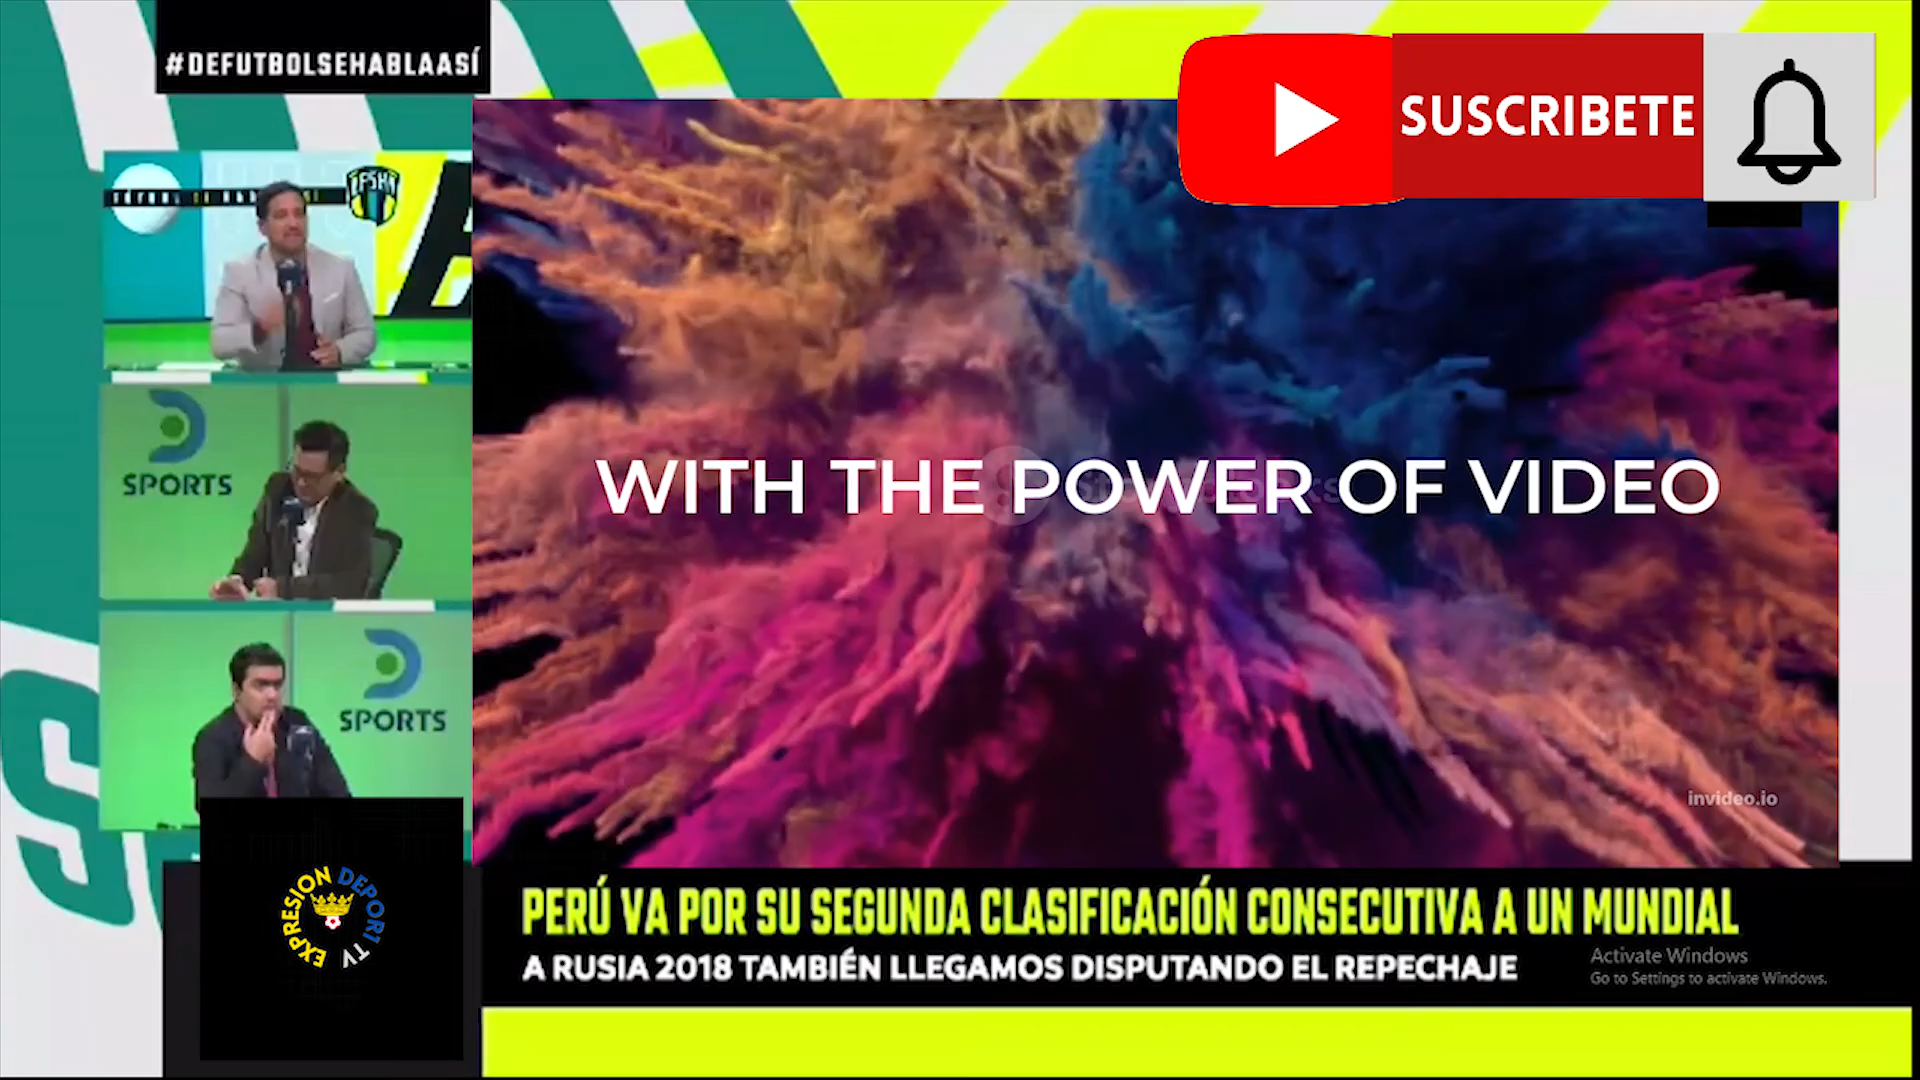 #DEFUTBOLSEHABLAASÍ
SUSCRIBETE
SPORTS
WITH THE POWER OF VIDEO
SPORTS
invideo.io
PERÚ VA POR SU SEGUNDA CLASIFICACIÓN CONSECUTIVA A UN MUNDIAL
A RUSIA 2018 TAMBIÉN LLEGAMOS DISPUTANDO EL REPECHAJE
Activate Windows
Go to Settings to activate Windows.
EXPRESION DEPORT TV